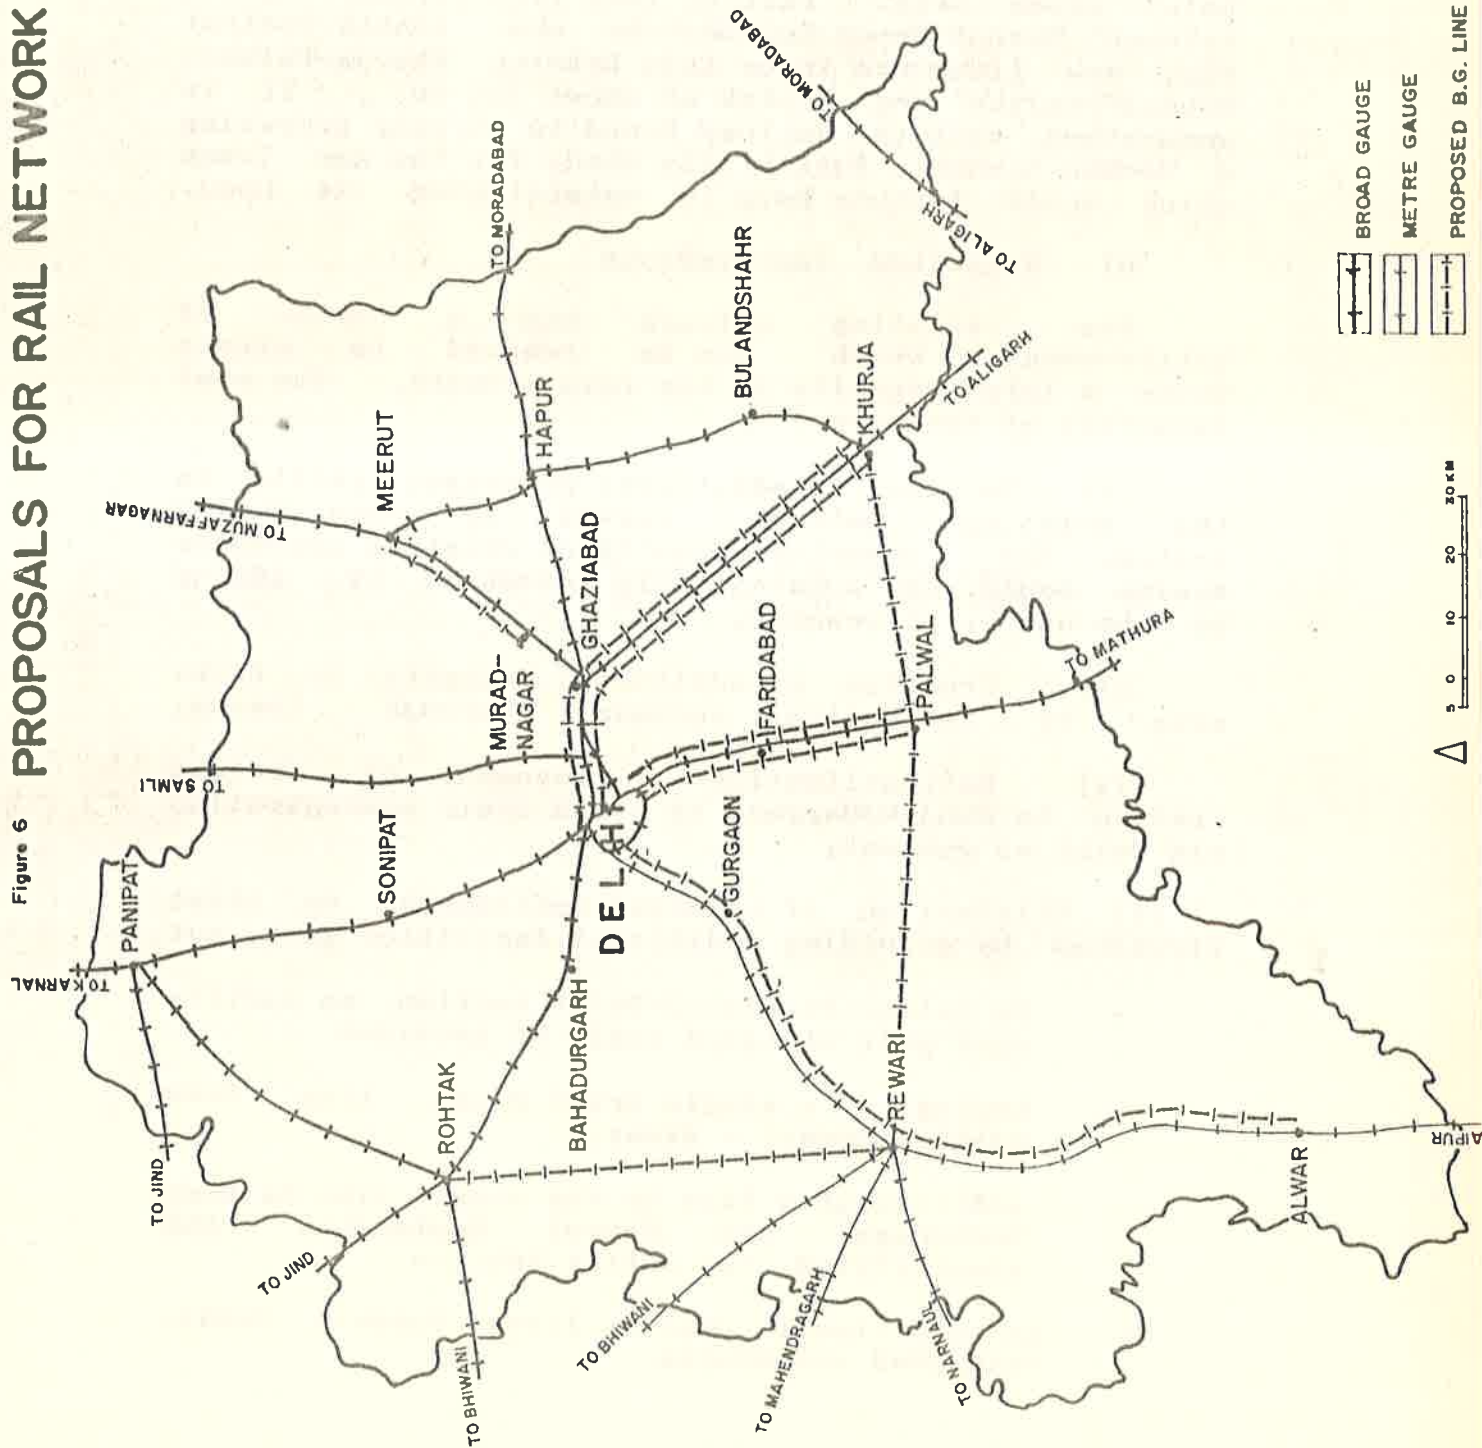 Figure 6 PROPOSALS FOR RAIL NETWORK
TO KARNAL
PANIPAT
TO JIND
SONIPAT
TO SAMLI
TO MUZAFFARNAGAR
MEERUT
TO MORADABAD
TO MORADABAD
ROHTAK
TO JIND
TO BHIWANI
BAHADURGARH
DELHI
MURAD-
NAGAR
GHAZIABAD
HAPUR
BULANDSHAHR
KHURJA
TO ALIGARH
TO ALIGARH
GURGAON
FARIDABAD
PALWAL
TO MATHURA
REWARI
TO BHIWANI
TO MAHENDRAGARH
TO NARNAUL
ALWAR
AIPUR
5 0 10 20 30 KM
BROAD GAUGE
METRE GAUGE
PROPOSED B.G. LINE